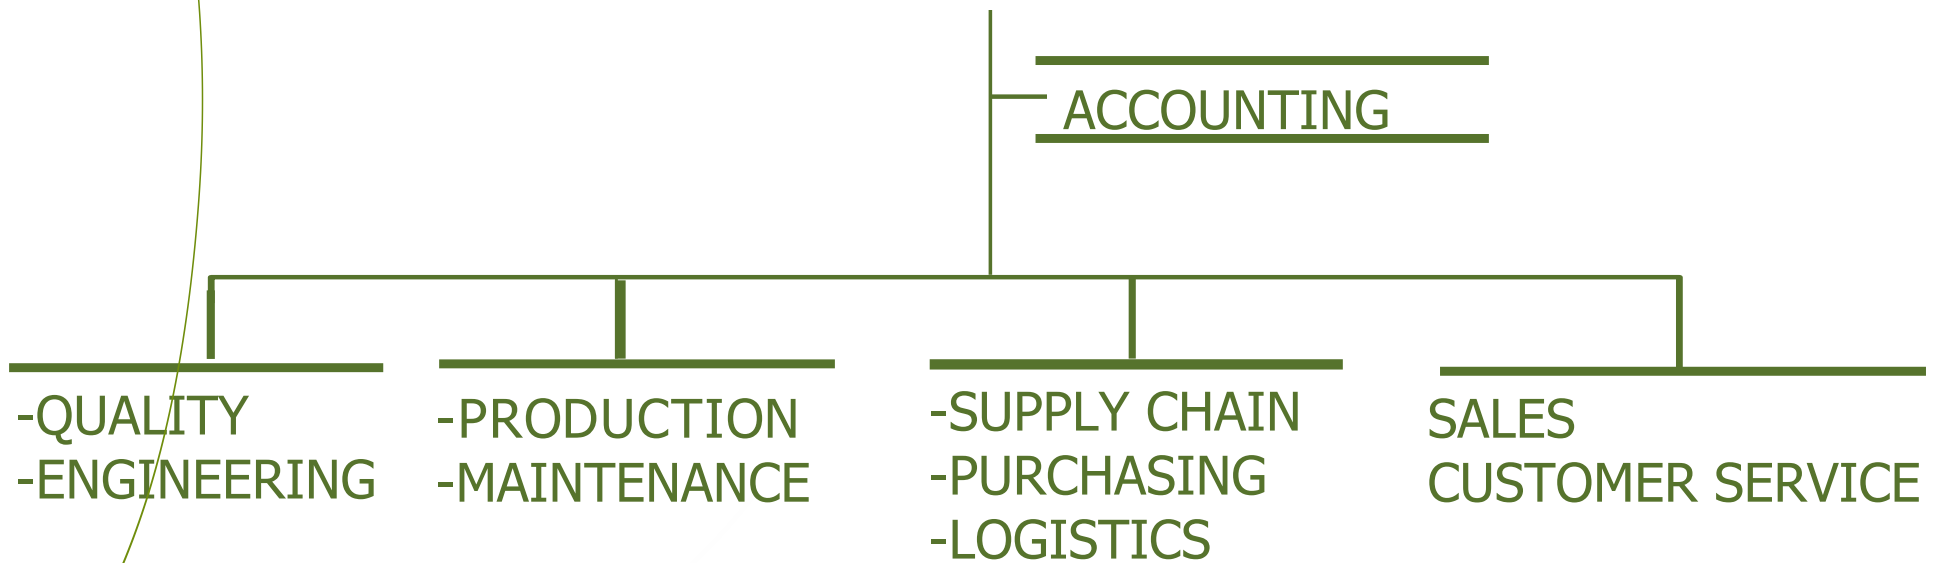 ACCOUNTING
-QUALITY
-ENGINEERING
-PRODUCTION
-MAINTENANCE
-SUPPLY CHAIN
-PURCHASING
-LOGISTICS
SALES
CUSTOMER SERVICE